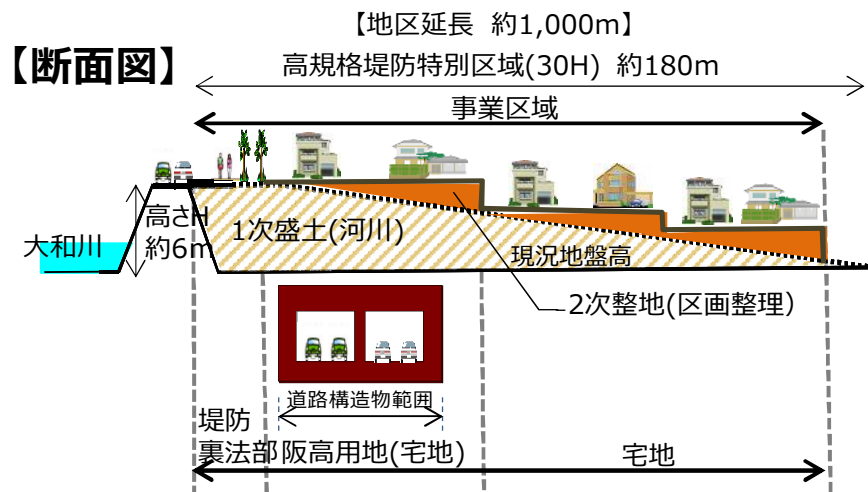 【地区延長 約1,000m】
【断面図】
高規格堤防特別区域(30H) 約180m
事業区域
高さH
約6m
大和川
1次盛土(河川)
現況地盤高
2次整地(区画整理)
道路構造物範囲
堤防
裏法部
阪高用地(宅地)
宅地